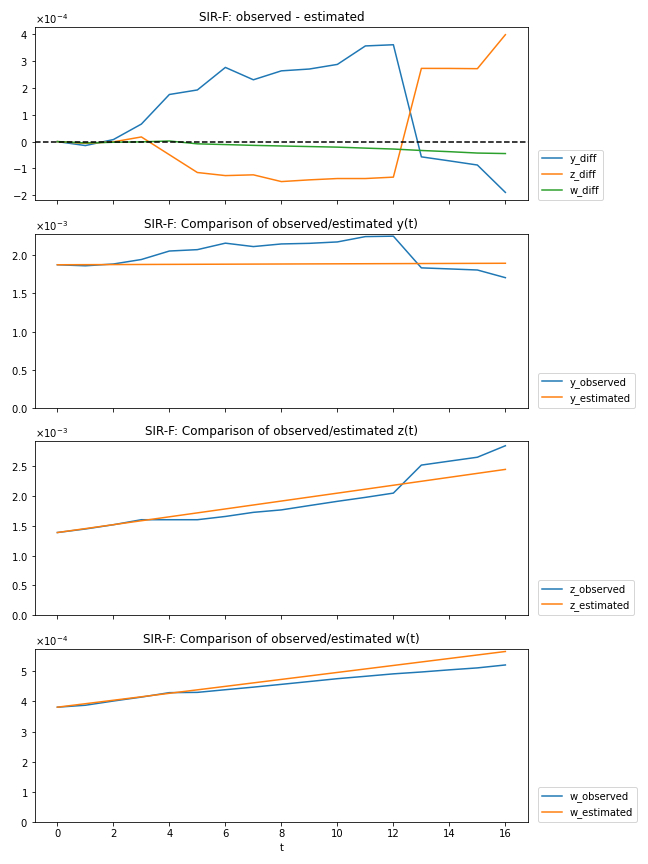 SIR-F: observed - estimated
×10⁻⁴
4
3
2
1
0
−1
−2
y_diff
z_diff
w_diff
SIR-F: Comparison of observed/estimated y(t)
×10⁻³
2.0
1.5
1.0
0.5
0.0
y_observed
y_estimated
SIR-F: Comparison of observed/estimated z(t)
×10⁻³
2.5
2.0
1.5
1.0
0.5
0.0
z_observed
z_estimated
SIR-F: Comparison of observed/estimated w(t)
×10⁻⁴
5
4
3
2
1
0
w_observed
w_estimated
0 2 4 6 8 10 12 14 16
t